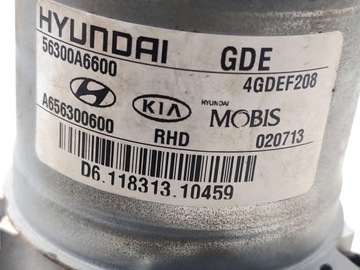 HYUNDAI GDE
56300A6600 4GDEF208
KIA HYUNDAI MOBIS
A656300600 RHD 020713
D6.118313.10459